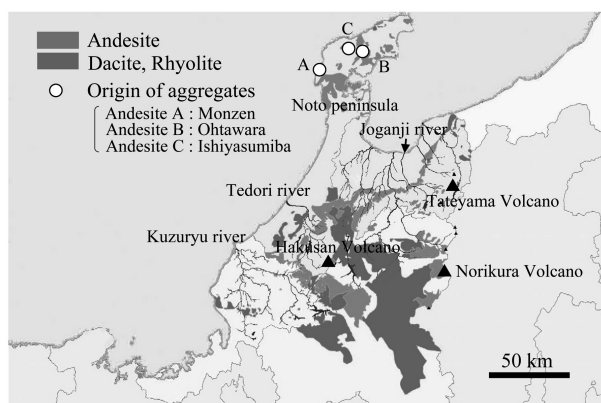 Andesite
Dacite, Rhyolite
Origin of aggregates
Andesite A : Monzen
Andesite B : Ohtawara
Andesite C : Ishiyasumiba
C
A
B
Noto peninsula
Joganji river
Tedori river
Tateyama Volcano
Kuzuryu river
Hakusan Volcano
Norikura Volcano
50 km